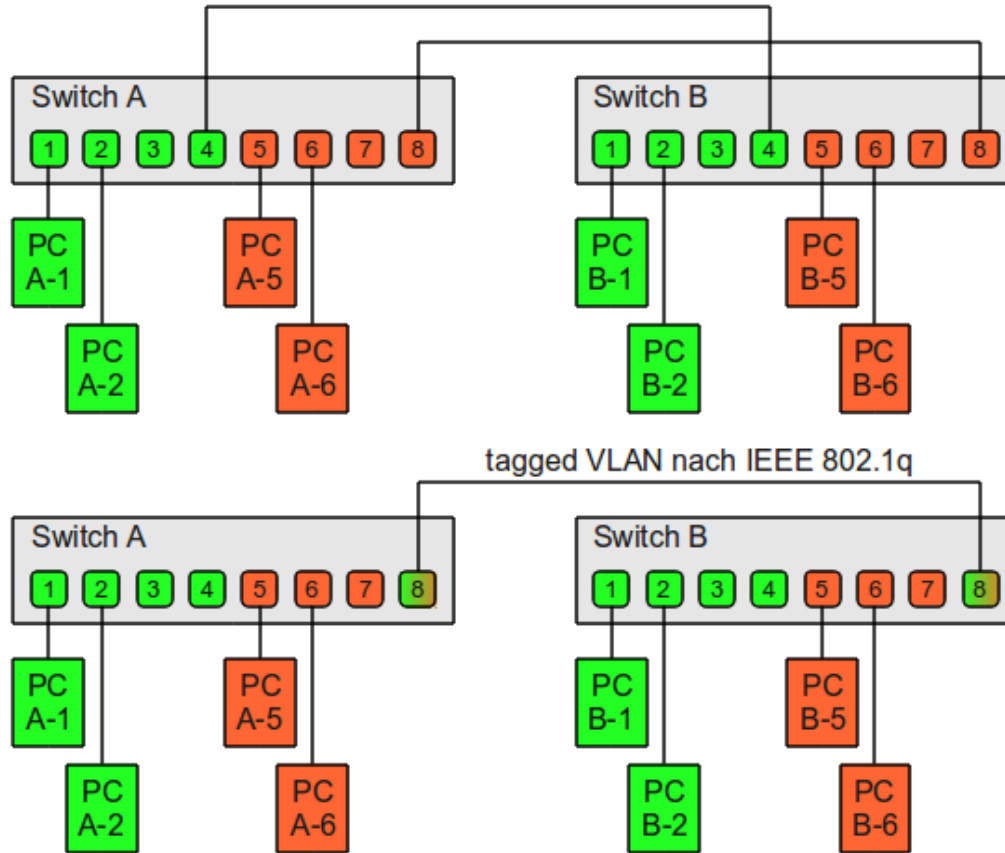 Switch A
1 2 3 4 5 6 7 8
Switch B
1 2 3 4 5 6 7 8
PC
A-1
PC
A-5
PC
B-1
PC
B-5
PC
A-2
PC
A-6
PC
B-2
PC
B-6
tagged VLAN nach IEEE 802.1q
Switch A
1 2 3 4 5 6 7 8
Switch B
1 2 3 4 5 6 7 8
PC
A-1
PC
A-5
PC
B-1
PC
B-5
PC
A-2
PC
A-6
PC
B-2
PC
B-6